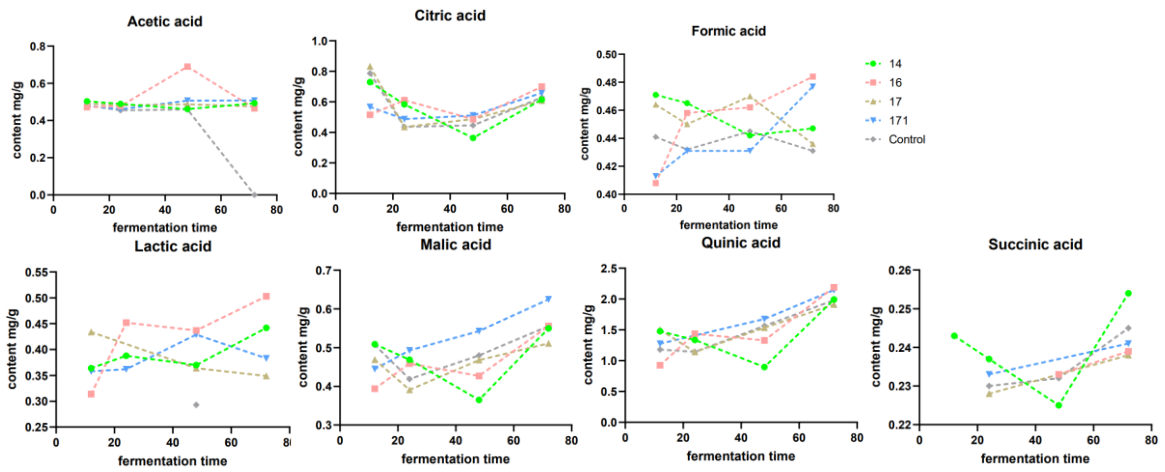 Acetic acid
content mg/g
0.8
0.6
0.4
0.2
0.0
0 20 40 60 80
fermentation time
Citric acid
content mg/g
1.0
0.8
0.6
0.4
0.2
0.0
0 20 40 60 80
fermentation time
Formic acid
content mg/g
0.50
0.48
0.46
0.44
0.42
0.40
0 20 40 60 80
fermentation time
14
16
17
171
Control
Lactic acid
content mg/g
0.55
0.50
0.45
0.40
0.35
0.30
0.25
0 20 40 60 80
fermentation time
Malic acid
content mg/g
0.7
0.6
0.5
0.4
0.3
0 20 40 60 80
fermentation time
Quinic acid
content mg/g
2.5
2.0
1.5
1.0
0.5
0.0
0 20 40 60 80
fermentation time
Succinic acid
content mg/g
0.26
0.25
0.24
0.23
0.22
0 20 40 60 80
fermentation time